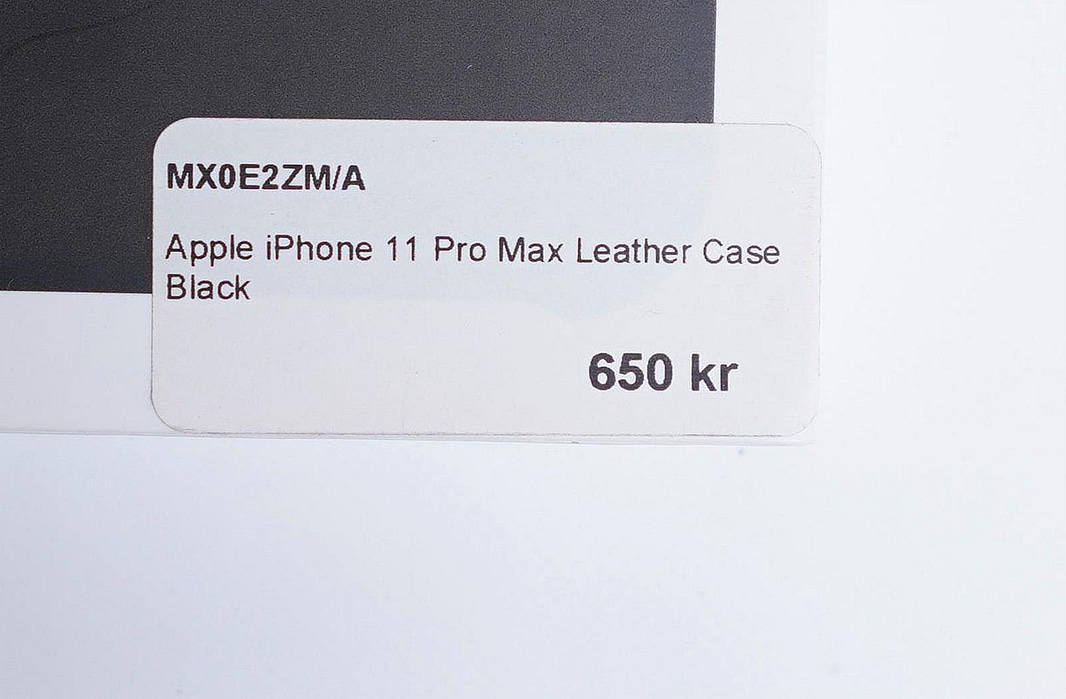 MX0E2ZM/A
Apple iPhone 11 Pro Max Leather Case
Black
650 kr